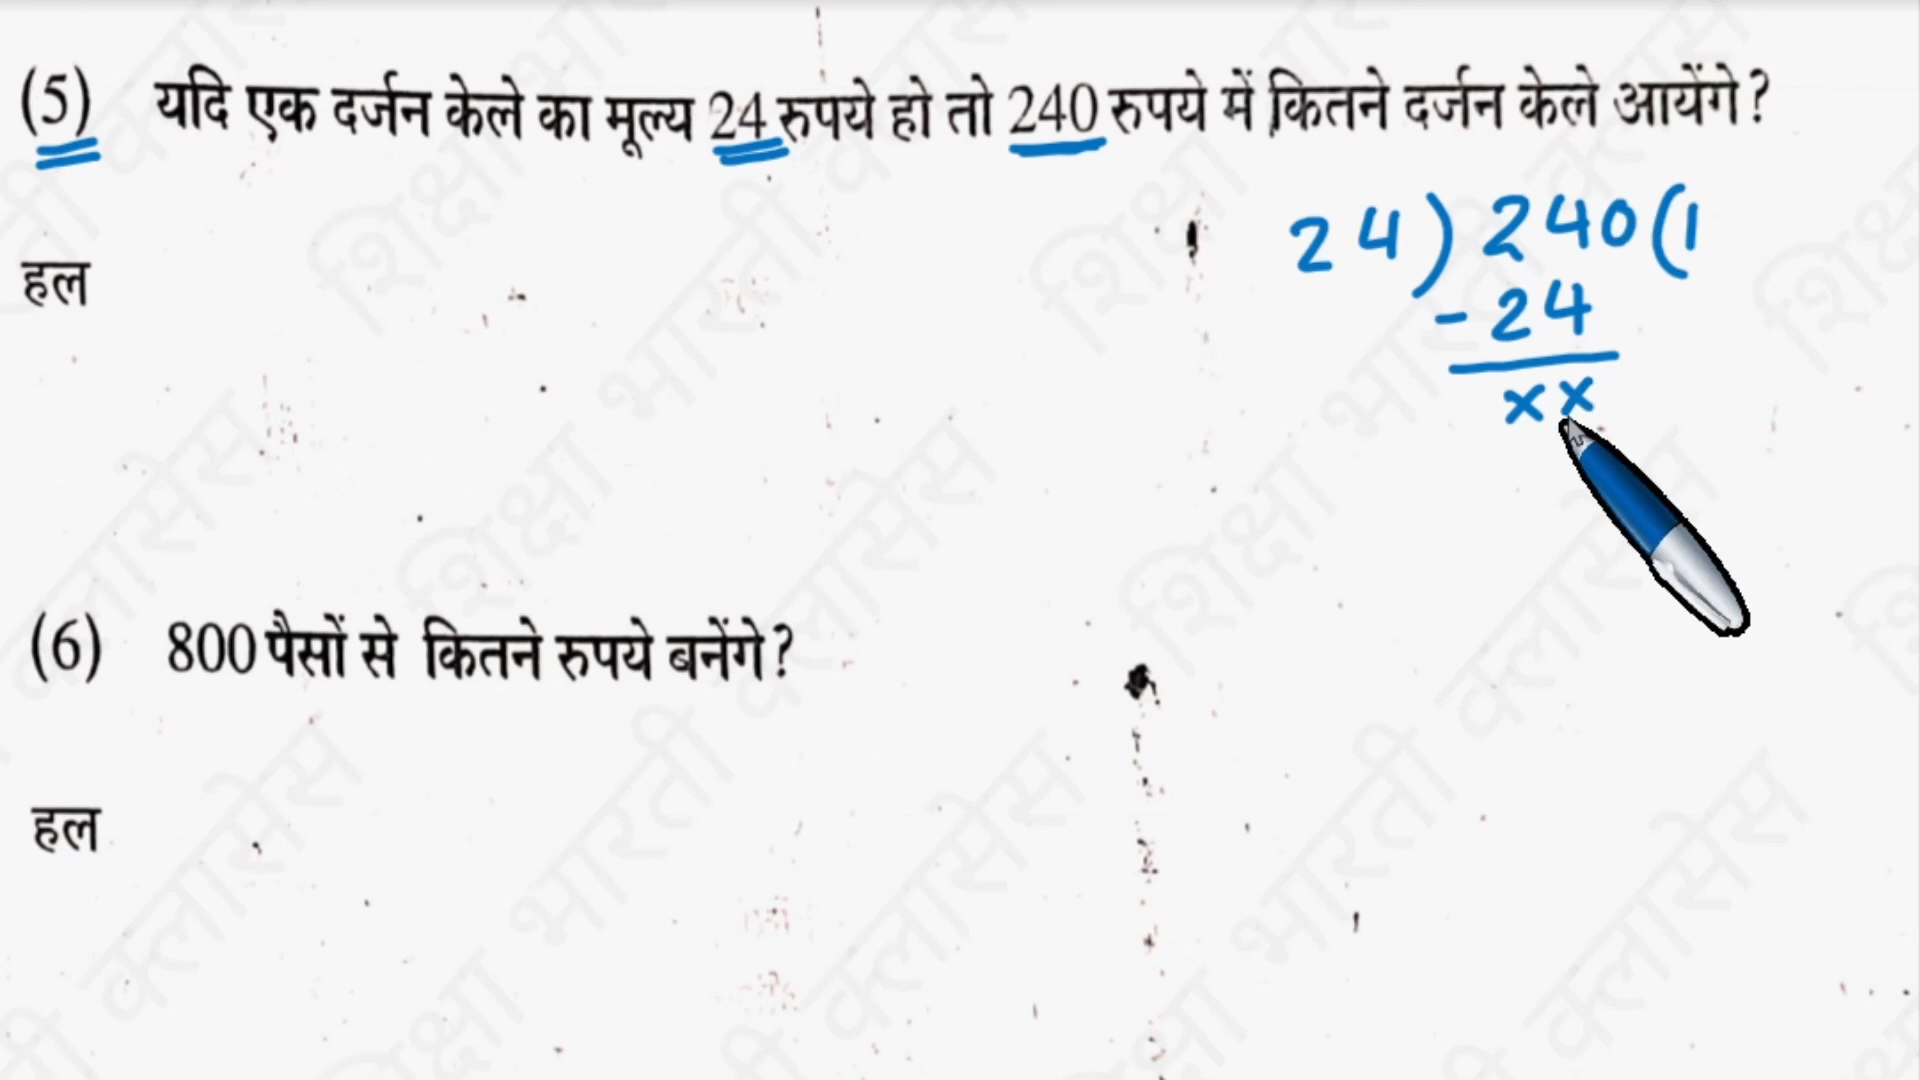 (5) यदि एक दर्जन केले का मूल्य 24 रुपये हो तो 240 रुपये में कितने दर्जन केले आयेंगे?
24 ) 240 ( 1
- 24
x x
हल
(6) 800 पैसों से कितने रुपये बनेंगे?
हल
शिक्षा भारती क्लासेस